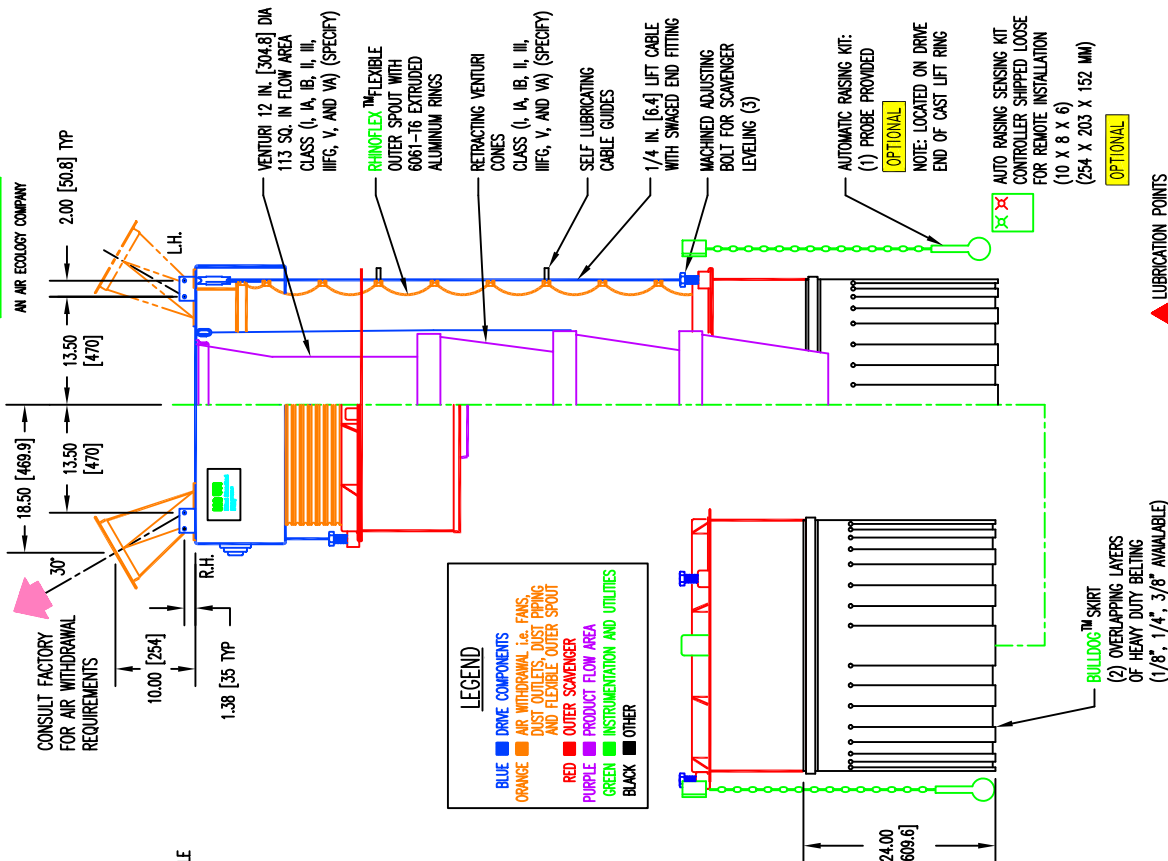 AN AIR ECOLOGY COMPANY
2.00 [50.8] TYP
18.50 [469.9]
13.50
[470]
13.50
[470]
30°
CONSULT FACTORY
FOR AIR WITHDRAWAL
REQUIREMENTS
10.00 [254]
1.38 [35 TYP
R.H.
L.H.
VENTURI 12 IN. [304.8] DIA
113 SQ. IN FLOW AREA
CLASS (I, IA, IB, II, III,
IIIFG, V, AND VA) (SPECIFY)
RHINOFLEX™ FLEXIBLE
OUTER SPOUT WITH
6061-T6 EXTRUDED
ALUMINUM RINGS
RETRACTING VENTURI
CONES
CLASS (I, IA, IB, II, III,
IIIFG, V, AND VA) (SPECIFY)
SELF LUBRICATING
CABLE GUIDES
1/4 IN. [6.4] LIFT CABLE
WITH SWAGED END FITTING
MACHINED ADJUSTING
BOLT FOR SCAVENGER
LEVELING (3)
AUTOMATIC RAISING KIT:
(1) PROBE PROVIDED
OPTIONAL
NOTE: LOCATED ON DRIVE
END OF CAST LIFT RING
AUTO RAISING SENSING KIT
CONTROLLER SHIPPED LOOSE
FOR REMOTE INSTALLATION
(10 X 8 X 6)
(254 X 203 X 152 MM)
OPTIONAL
LUBRICATION POINTS
LEGEND
BLUE DRIVE COMPONENTS
ORANGE AIR WITHDRAWAL i.e. FANS,
DUST OUTLETS, DUST PIPING
AND FLEXIBLE OUTER SPOUT
RED OUTER SCAVENGER
PURPLE PRODUCT FLOW AREA
GREEN INSTRUMENTATION AND UTILITIES
BLACK OTHER
LE
24.00
609.6]
BULLDOG™ SKIRT
(2) OVERLAPPING LAYERS
OF HEAVY DUTY BELTING
(1/8", 1/4", 3/8" AVAIALABLE)